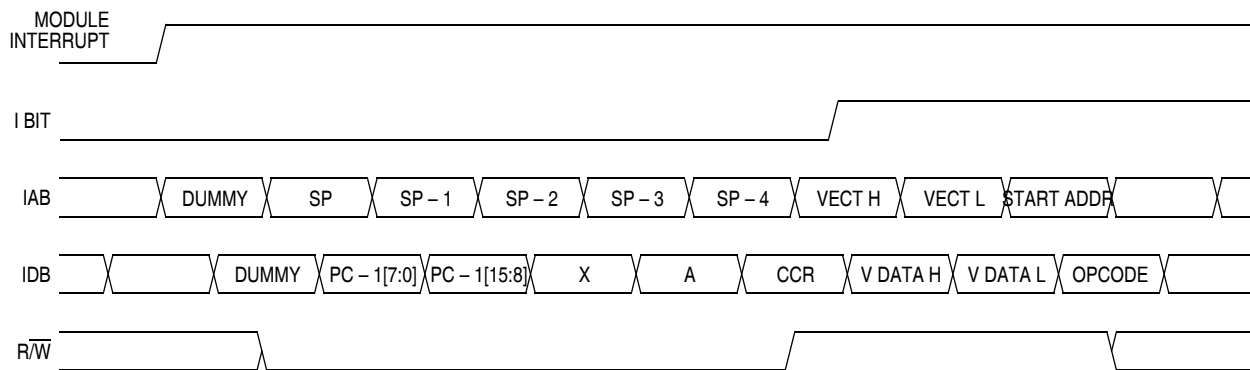 MODULE
INTERRUPT
I BIT
IAB DUMMY SP SP – 1 SP – 2 SP – 3 SP – 4 VECT H VECT L START ADDR
IDB DUMMY PC – 1[7:0] PC – 1[15:8] X A CCR V DATA H V DATA L OPCODE
R/W